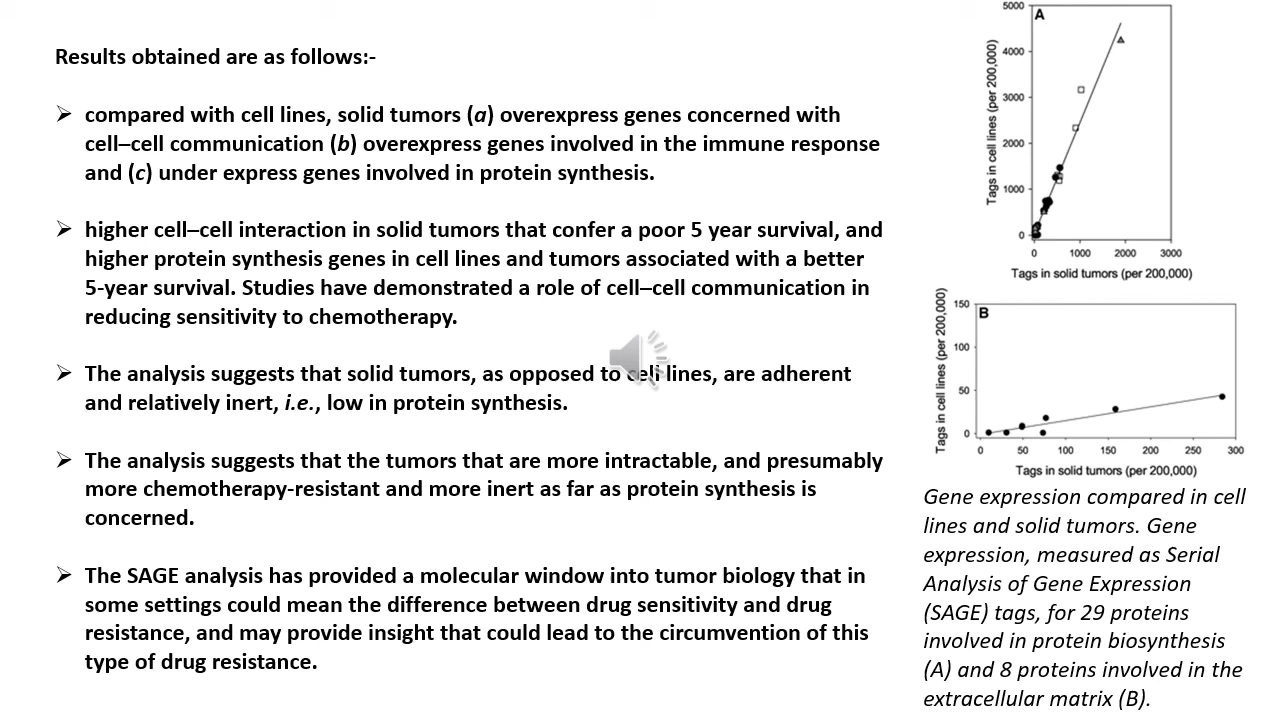 Results obtained are as follows:-
➢ compared with cell lines, solid tumors (a) overexpress genes concerned with
cell–cell communication (b) overexpress genes involved in the immune response
and (c) under express genes involved in protein synthesis.
➢ higher cell–cell interaction in solid tumors that confer a poor 5 year survival, and
higher protein synthesis genes in cell lines and tumors associated with a better
5-year survival. Studies have demonstrated a role of cell–cell communication in
reducing sensitivity to chemotherapy.
➢ The analysis suggests that solid tumors, as opposed to cell lines, are adherent
and relatively inert, i.e., low in protein synthesis.
➢ The analysis suggests that the tumors that are more intractable, and presumably
more chemotherapy-resistant and more inert as far as protein synthesis is
concerned.
➢ The SAGE analysis has provided a molecular window into tumor biology that in
some settings could mean the difference between drug sensitivity and drug
resistance, and may provide insight that could lead to the circumvention of this
type of drug resistance.
A
Tags in cell lines (per 200,000)
5000
4000
3000
2000
1000
0
0 1000 2000 3000
Tags in solid tumors (per 200,000)
B
Tags in cell lines (per 200,000)
150
100
50
0
0 50 100 150 200 250 300
Tags in solid tumors (per 200,000)
Gene expression compared in cell
lines and solid tumors. Gene
expression, measured as Serial
Analysis of Gene Expression
(SAGE) tags, for 29 proteins
involved in protein biosynthesis
(A) and 8 proteins involved in the
extracellular matrix (B).